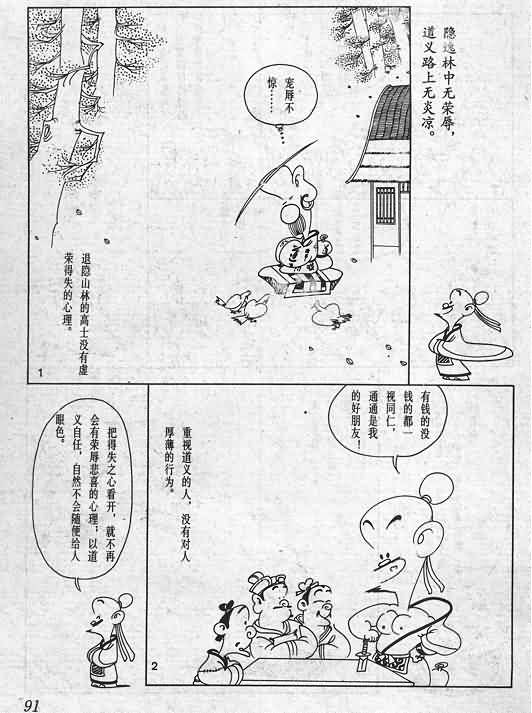 隐逸林中无荣辱，
道义路上无炎凉。
宠辱不
惊……
退隐山林的高士没有虚
荣得失的心理。
1
有钱的没
钱的都一
视同仁，
通通是我
的好朋友！
重视道义的人，没有对人
厚薄的行为。
2
把得失之心看开，就不再
会有荣辱悲喜的心理；以道
义自任，自然不会随便给人
眼色。
91